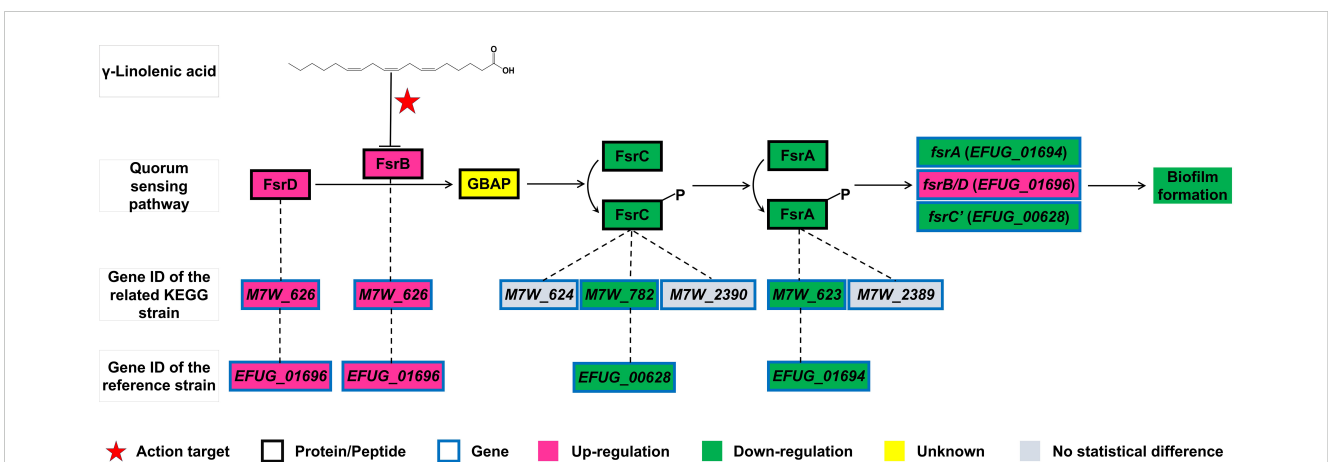 γ-Linolenic acid
O
OH
Quorum
sensing
pathway
FsrD
FsrB
GBAP
FsrC
FsrC
P
FsrA
FsrA
P
fsrA (EFUG_01694)
fsrB/D (EFUG_01696)
fsrC' (EFUG_00628)
Biofilm
formation
Gene ID of the
related KEGG
strain
M7W_626
M7W_626
M7W_624
M7W_782
M7W_2390
M7W_623
M7W_2389
Gene ID of the
reference strain
EFUG_01696
EFUG_01696
EFUG_00628
EFUG_01694
Action target
Protein/Peptide
Gene
Up-regulation
Down-regulation
Unknown
No statistical difference